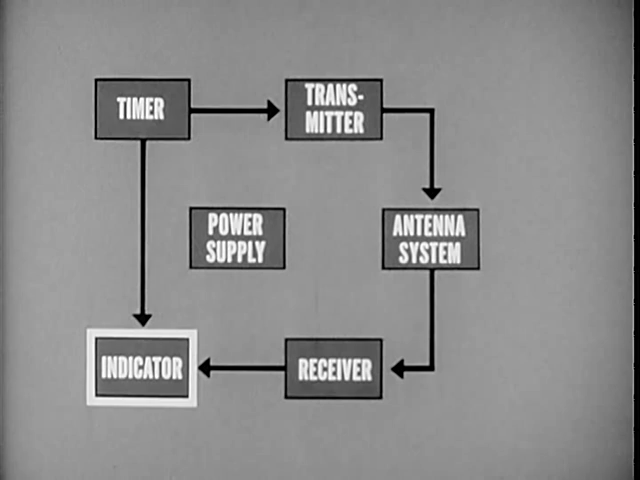 TIMER
TRANS-
MITTER
POWER
SUPPLY
ANTENNA
SYSTEM
INDICATOR
RECEIVER